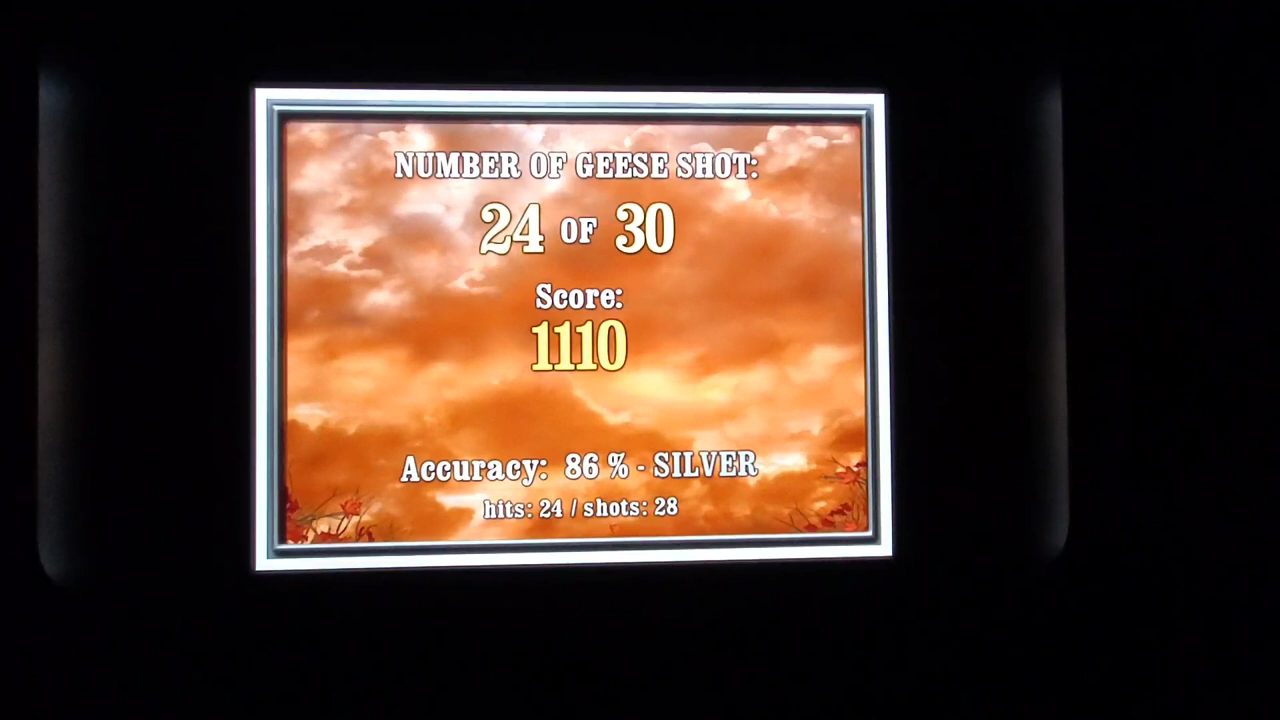 NUMBER OF GEESE SHOT:
24 OF 30
Score:
1110
Accuracy: 86 % - SILVER
hits: 24 / shots: 28